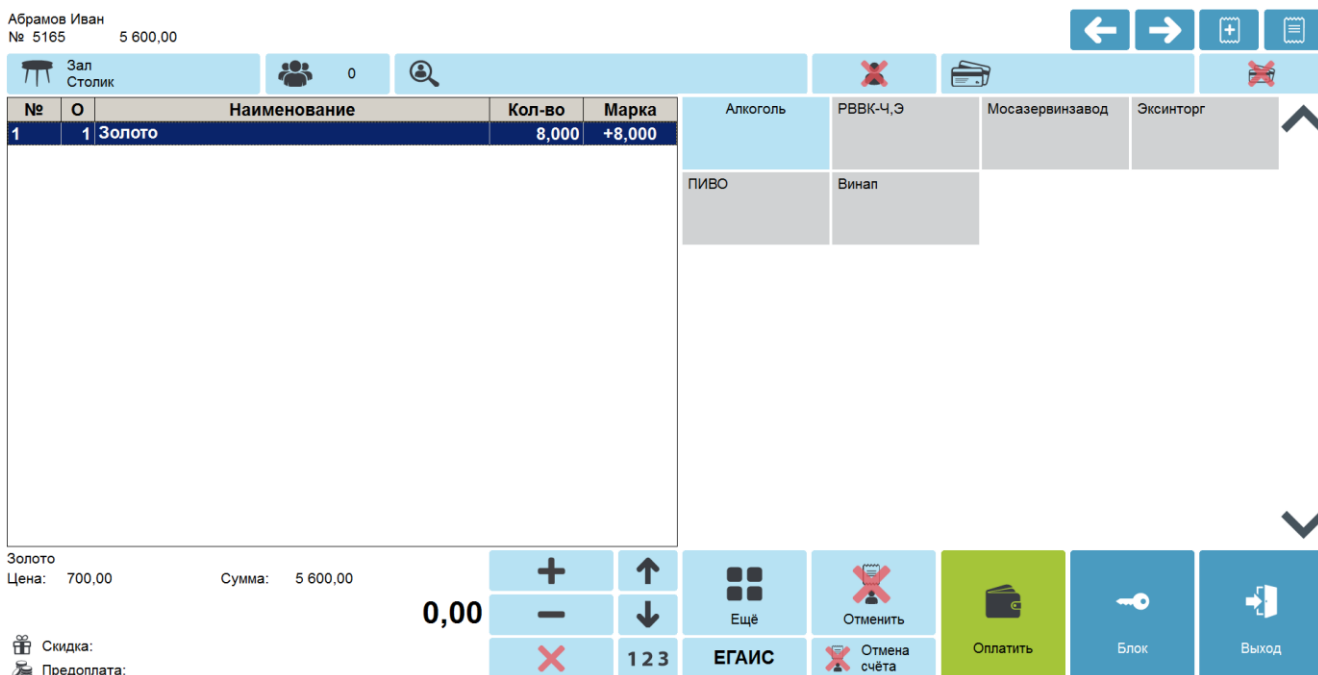 Абрамов Иван
№ 5165 5 600,00
Зал
Столик
0
№ О Наименование Кол-во Марка
1 1 Золото 8,000 +8,000
Алкоголь РВВК-Ч,Э Мосазервинзавод Эксинторг
ПИВО Винап
Золото
Цена: 700,00 Сумма: 5 600,00
0,00
Скидка:
Предоплата:
1 2 3
Ещё
ЕГАИС
Отменить
Отмена
счёта
Оплатить
Блок
Выход